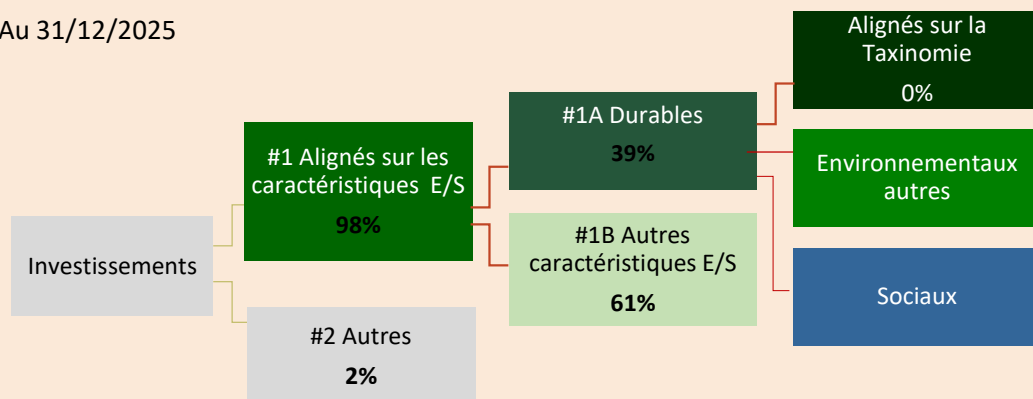 Au 31/12/2025
Investissements
#1 Alignés sur les
caractéristiques E/S
98%
#2 Autres
2%
#1A Durables
39%
#1B Autres
caractéristiques E/S
61%
Alignés sur la
Taxinomie
0%
Environnementaux
autres
Sociaux